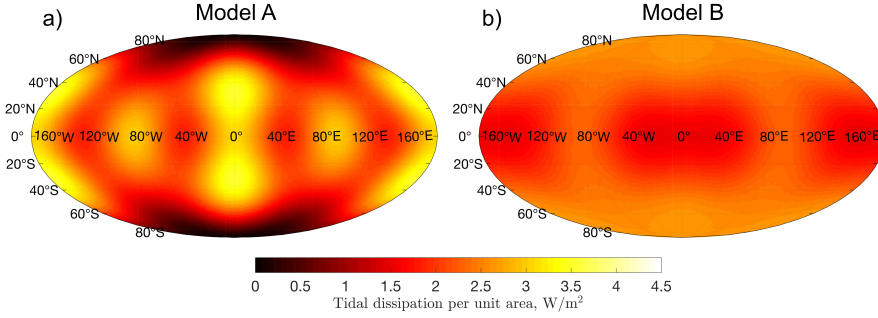 Model A
Model B
a)
b)
80°N
60°N
40°N
20°N
0°
160°W 120°W 80°W 40°W 0° 40°E 80°E 120°E 160°E
20°S
40°S
60°S
80°S
80°N
60°N
40°N
20°N
0°
160°W 120°W 80°W 40°W 0° 40°E 80°E 120°E 160°E
20°S
40°S
60°S
80°S
0 0.5 1 1.5 2 2.5 3 3.5 4 4.5
Tidal dissipation per unit area, W/m²